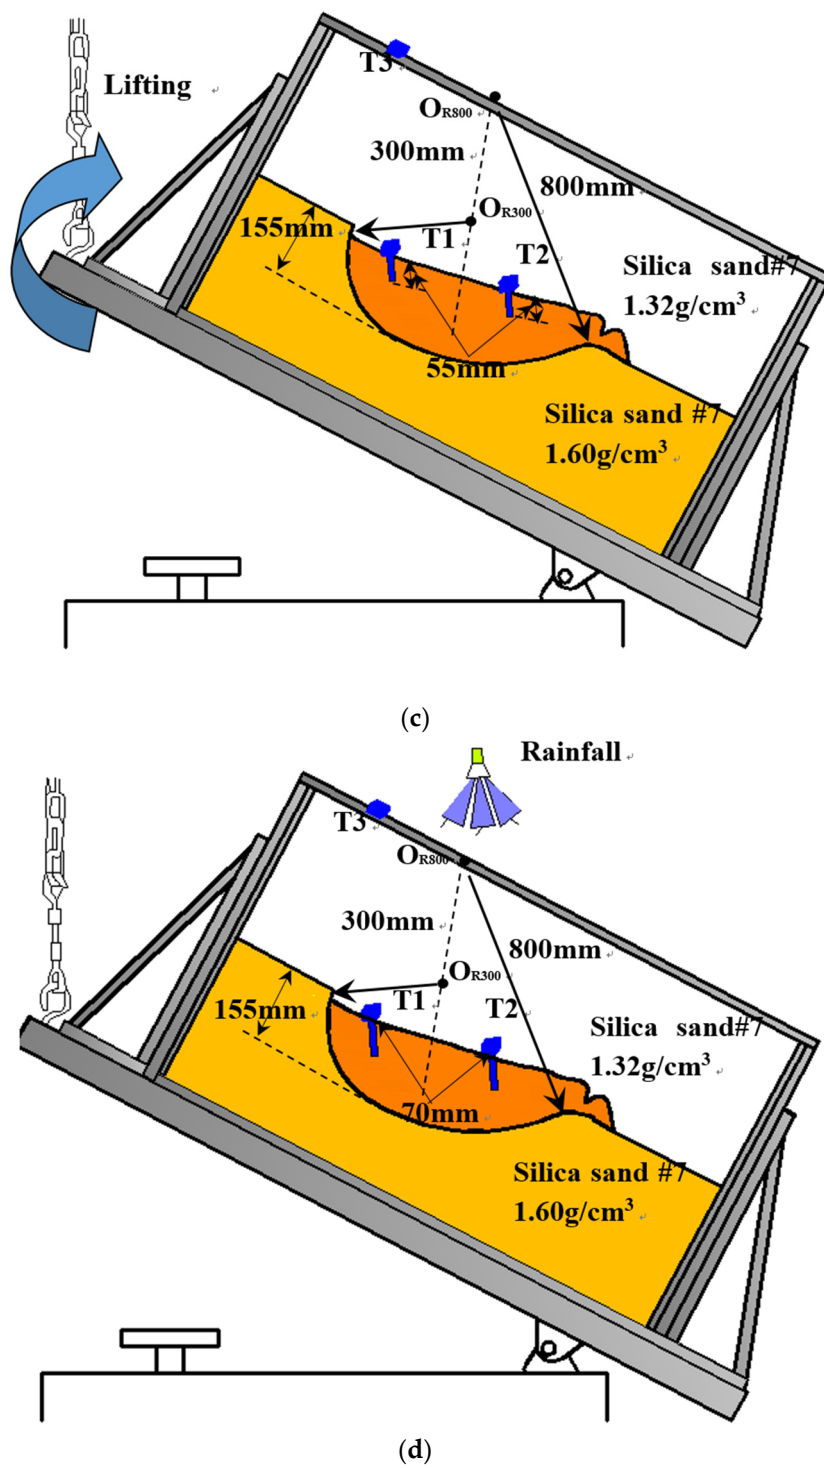 T3
Lifting
OR800
300mm
800mm
OR300
155mm
T1
T2
Silica sand#7
1.32g/cm³
55mm
Silica sand #7
1.60g/cm³
(c)
Rainfall
T3
OR800
300mm
800mm
OR300
155mm
T1
T2
Silica sand#7
1.32g/cm³
70mm
Silica sand #7
1.60g/cm³
(d)